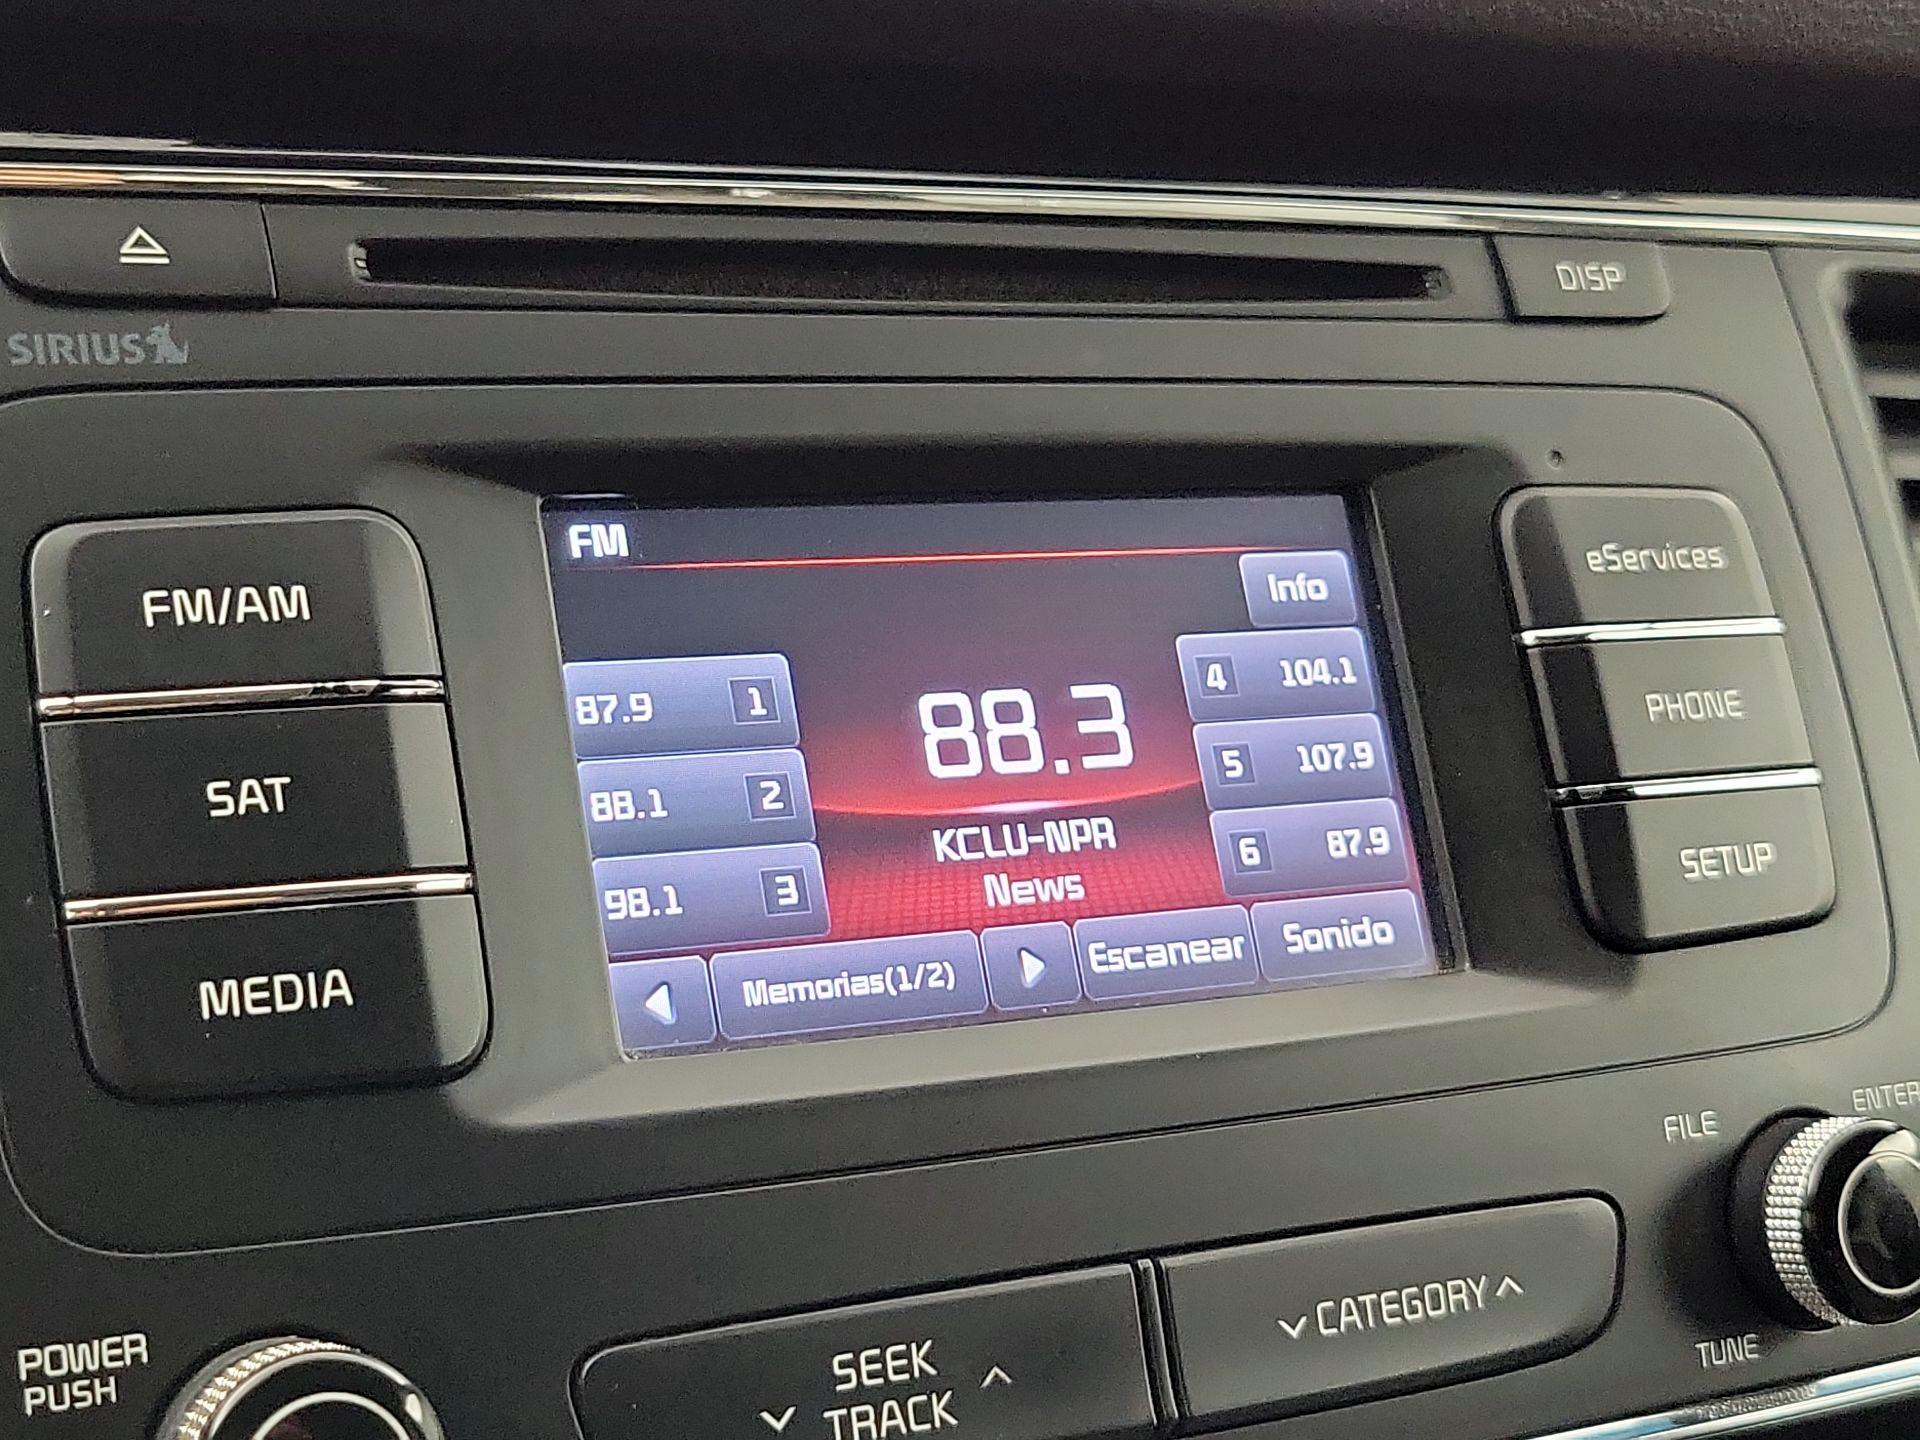 DISP
SIRIUS
FM/AM
SAT
MEDIA
FM
Info
87.9 1
88.1 2
98.1 3
88.3
KCLU-NPR
News
4 104.1
5 107.9
6 87.9
Memorias(1/2)
Escanear
Sonido
eServices
PHONE
SETUP
FILE
ENTER
TUNE
POWER
PUSH
SEEK
TRACK
CATEGORY